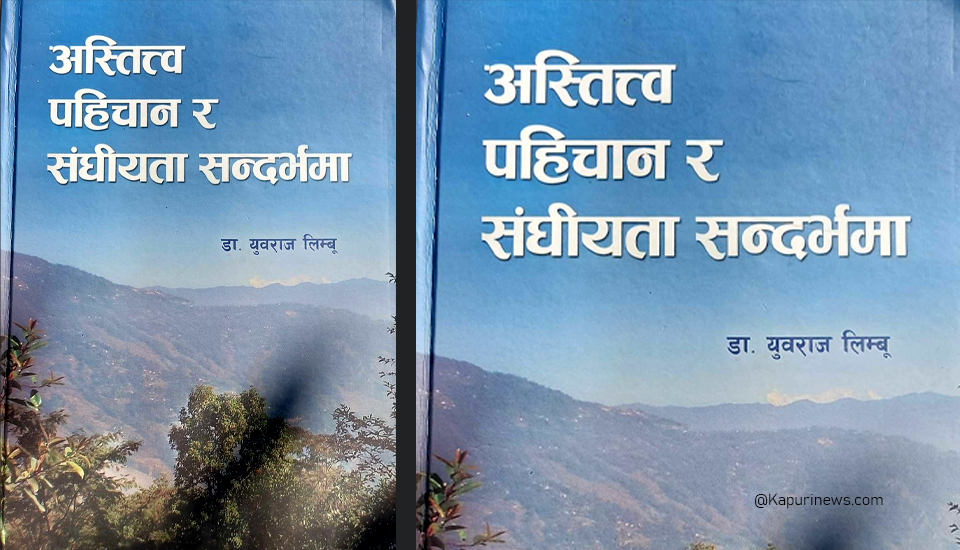 अस्तित्त्व
पहिचान र
संघीयता सन्दर्भमा
डा. युवराज लिम्बू
अस्तित्त्व
पहिचान र
संघीयता सन्दर्भमा
डा. युवराज लिम्बू
@Kapurinews.com